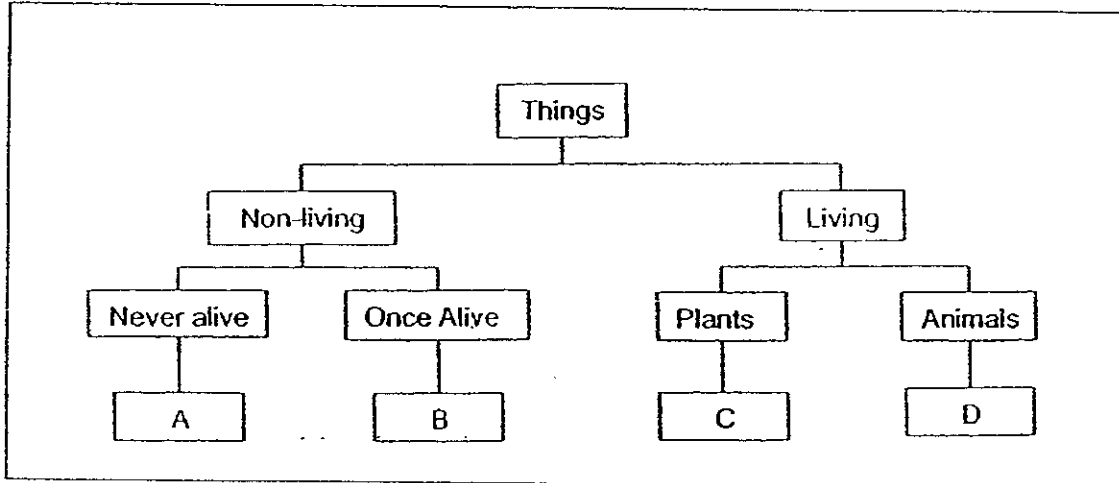 Things
Non-living
Living
Never alive
Once Alive
Plants
Animals
A
B
C
D